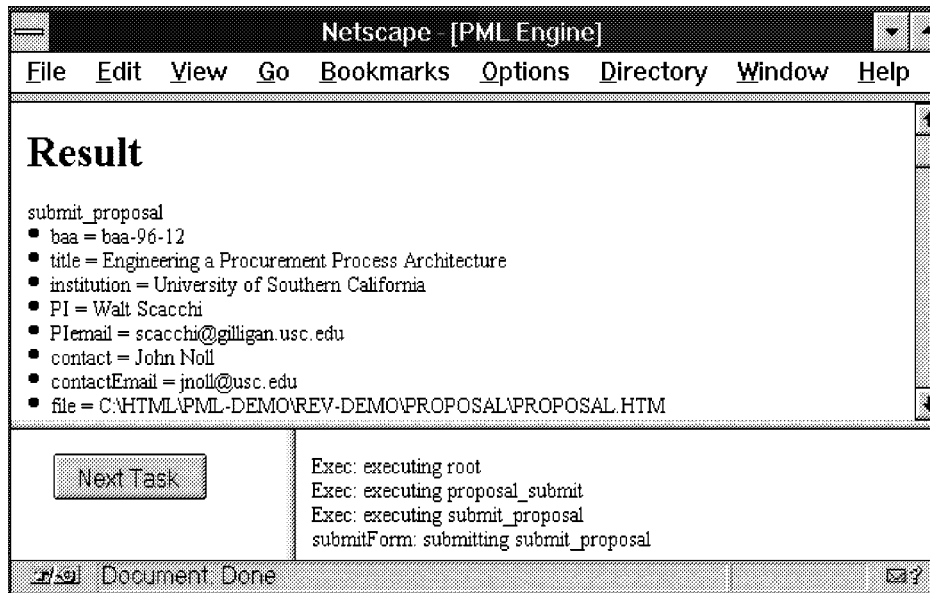 Netscape - [PML Engine]
File Edit View Go Bookmarks Options Directory Window Help
Result
submit_proposal
• baa = baa-96-12
• title = Engineering a Procurement Process Architecture
• institution = University of Southern California
• PI = Walt Scacchi
• PIemail = scacchi@gilligan.usc.edu
• contact = John Noll
• contactEmail = jnoll@usc.edu
• file = C:\HTML\PML-DEMO\REV-DEMO\PROPOSAL\PROPOSAL.HTM
Next Task
Exec: executing root
Exec: executing proposal_submit
Exec: executing submit_proposal
submitForm: submitting submit_proposal
Document: Done